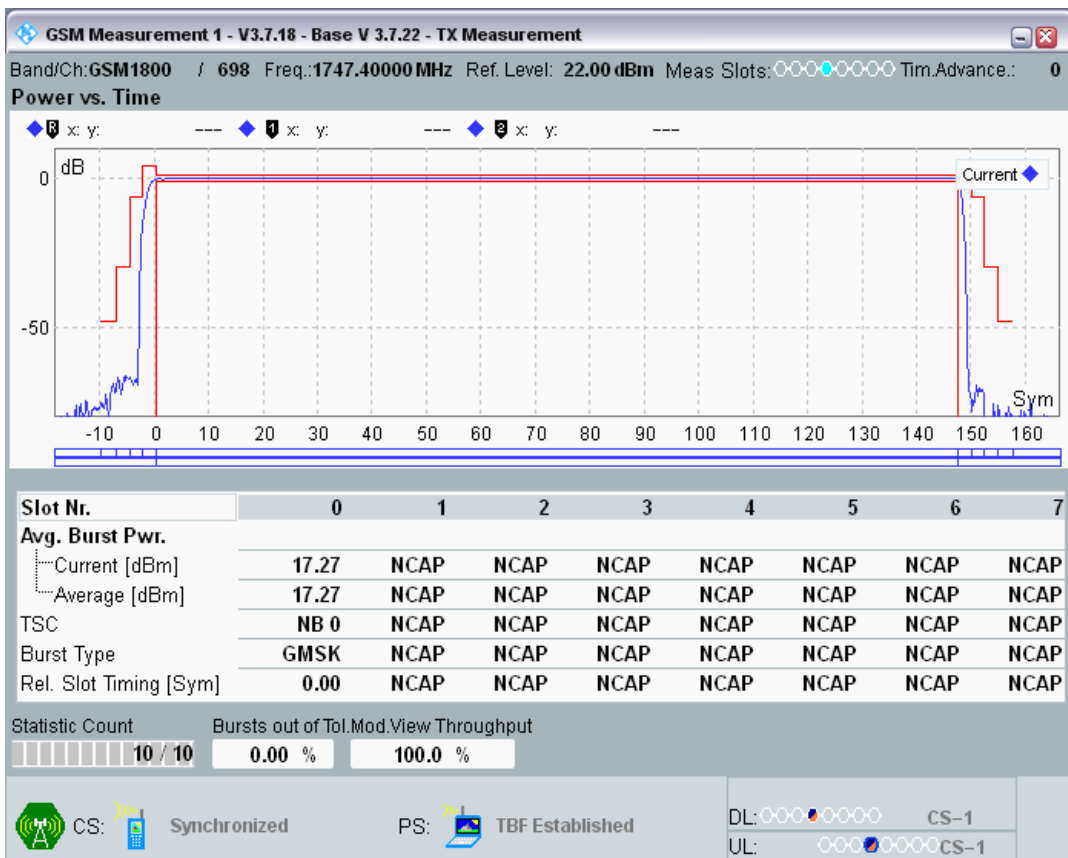 GSM Measurement 1 - V3.7.18 - Base V 3.7.22 - TX Measurement
Band/Ch:GSM1800 / 698 Freq.:1747.40000 MHz Ref. Level: 22.00 dBm Meas Slots: Tim.Advance.: 0
Power vs. Time
R x: y: --- 1 x: y: --- 2 x: y: ---
dB
0
Current
-50
Sym
-10 0 10 20 30 40 50 60 70 80 90 100 110 120 130 140 150 160
Slot Nr. 0 1 2 3 4 5 6 7
Avg. Burst Pwr.
Current [dBm] 17.27 NCAP NCAP NCAP NCAP NCAP NCAP NCAP
Average [dBm] 17.27 NCAP NCAP NCAP NCAP NCAP NCAP NCAP
TSC NB 0 NCAP NCAP NCAP NCAP NCAP NCAP NCAP
Burst Type GMSK NCAP NCAP NCAP NCAP NCAP NCAP NCAP
Rel. Slot Timing [Sym] 0.00 NCAP NCAP NCAP NCAP NCAP NCAP NCAP
Statistic Count Bursts out of Tol.Mod.View Throughput
10 / 10 0.00 % 100.0 %
CS: Synchronized PS: TBF Established
DL: CS-1
UL: CS-1